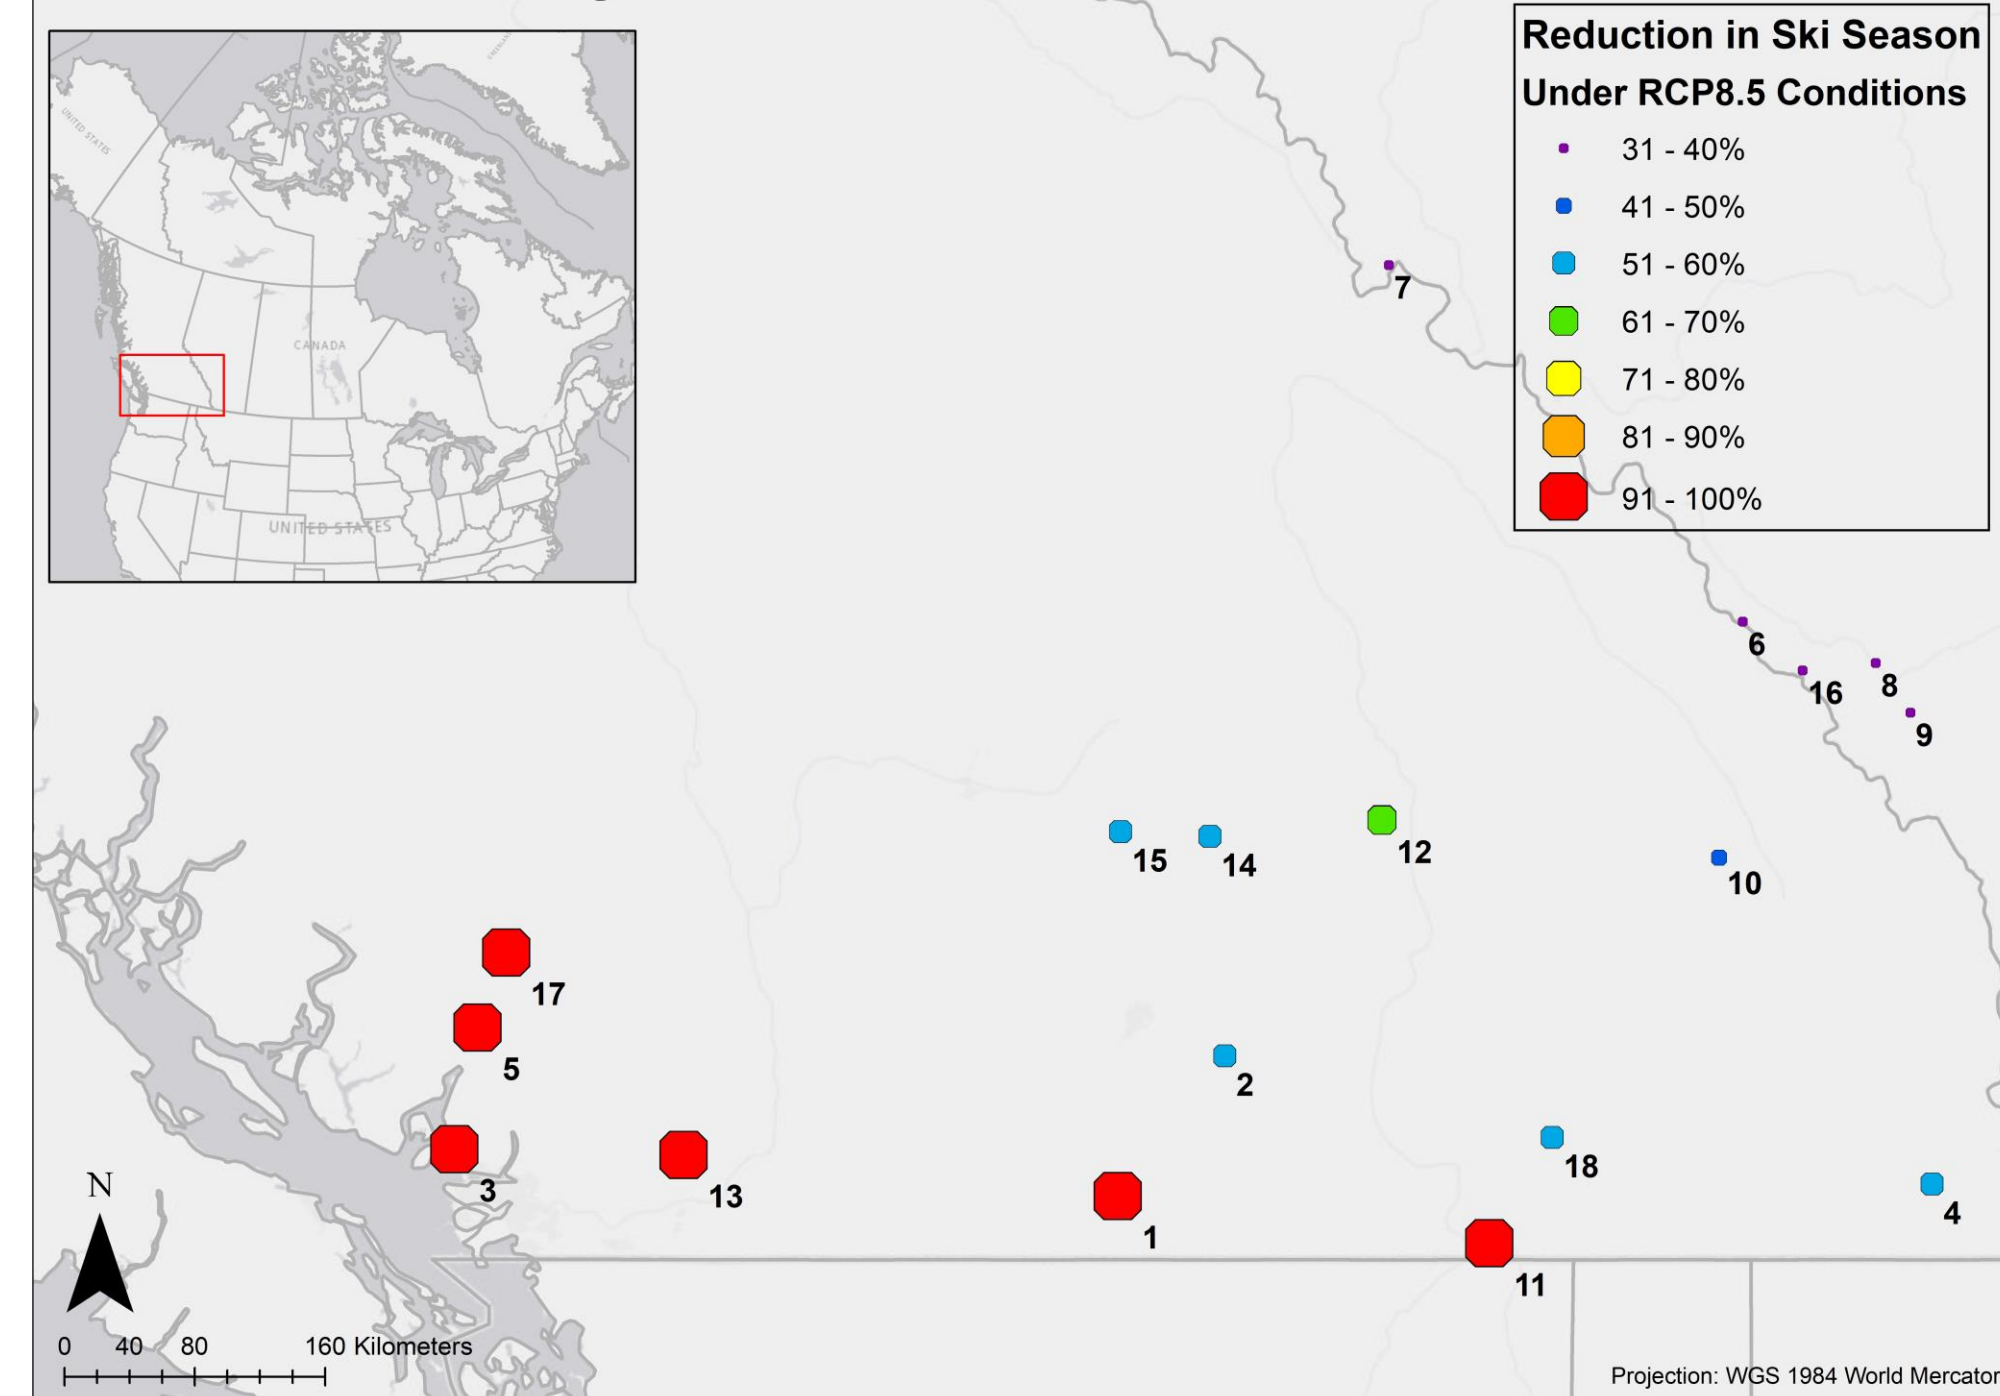 Reduction in Ski Season
Under RCP8.5 Conditions
31 - 40%
41 - 50%
51 - 60%
61 - 70%
71 - 80%
81 - 90%
91 - 100%
UNITED STATES
CANADA
UNITED STATES
7
6
16
8
9
15
14
12
10
17
5
2
3
13
18
1
4
11
N
0 40 80 160 Kilometers
Projection: WGS 1984 World Mercator